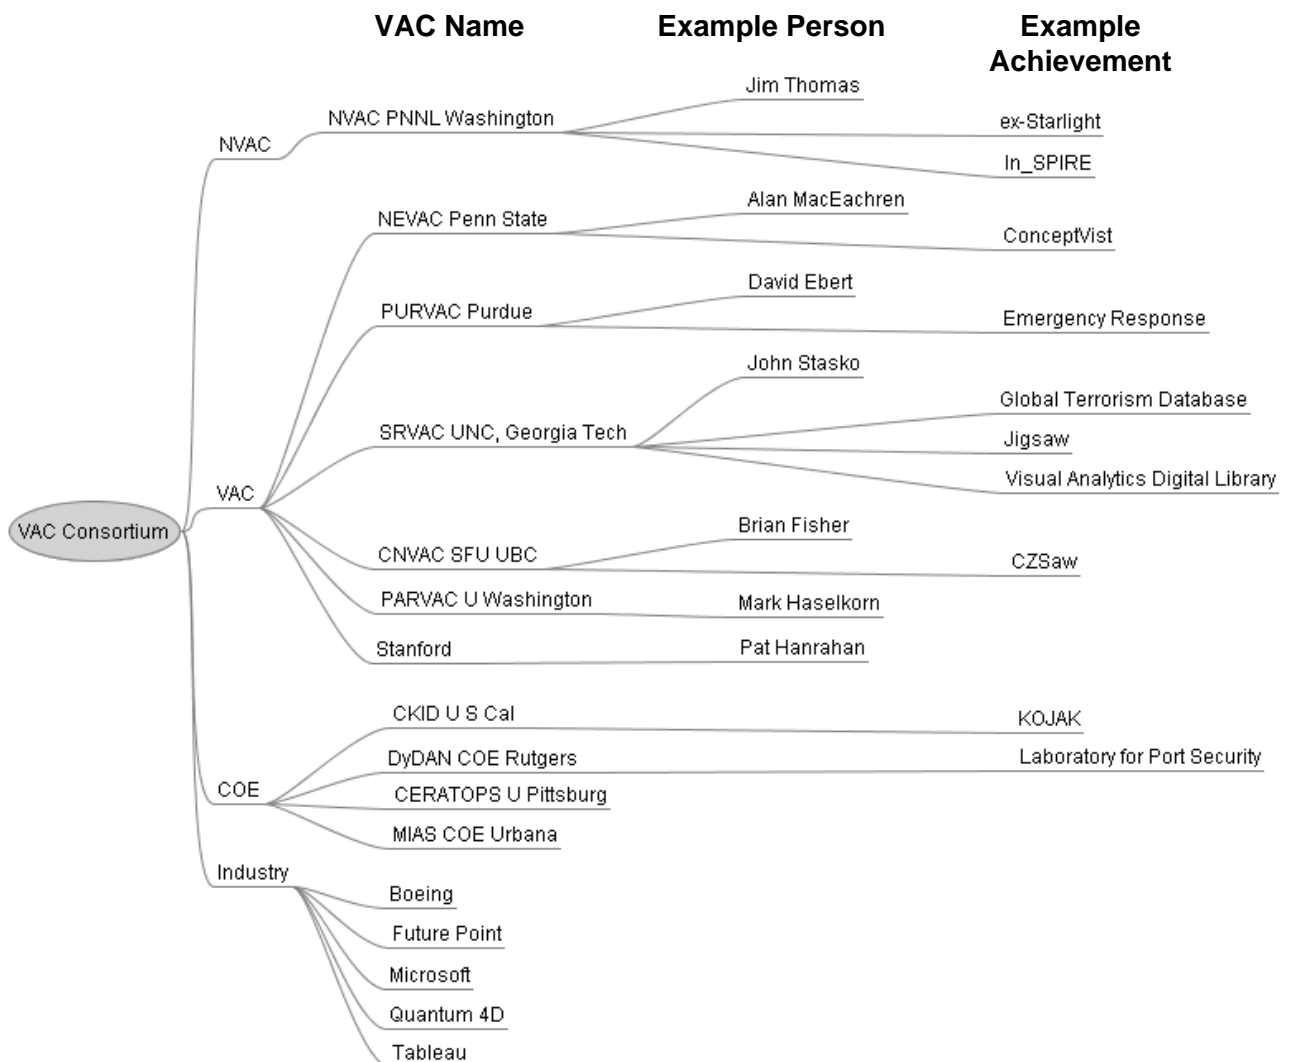 VAC Name Example Person Example
Achievement
Jim Thomas
NVAC PNNL Washington
ex-Starlight
NVAC
In_SPIRE
Alan MacEachren
NEVAC Penn State
ConceptVist
David Ebert
PURVAC Purdue
Emergency Response
John Stasko
Global Terrorism Database
SRVAC UNC, Georgia Tech
Jigsaw
Visual Analytics Digital Library
VAC
Brian Fisher
VAC Consortium
CNVAC SFU UBC
CZSaw
PARVAC U Washington
Mark Haselkorn
Stanford
Pat Hanrahan
CKID U S Cal
KOJAK
DyDAN COE Rutgers
Laboratory for Port Security
COE
CERATOPS U Pittsburg
MIAS COE Urbana
Industry
Boeing
Future Point
Microsoft
Quantum 4D
Tableau